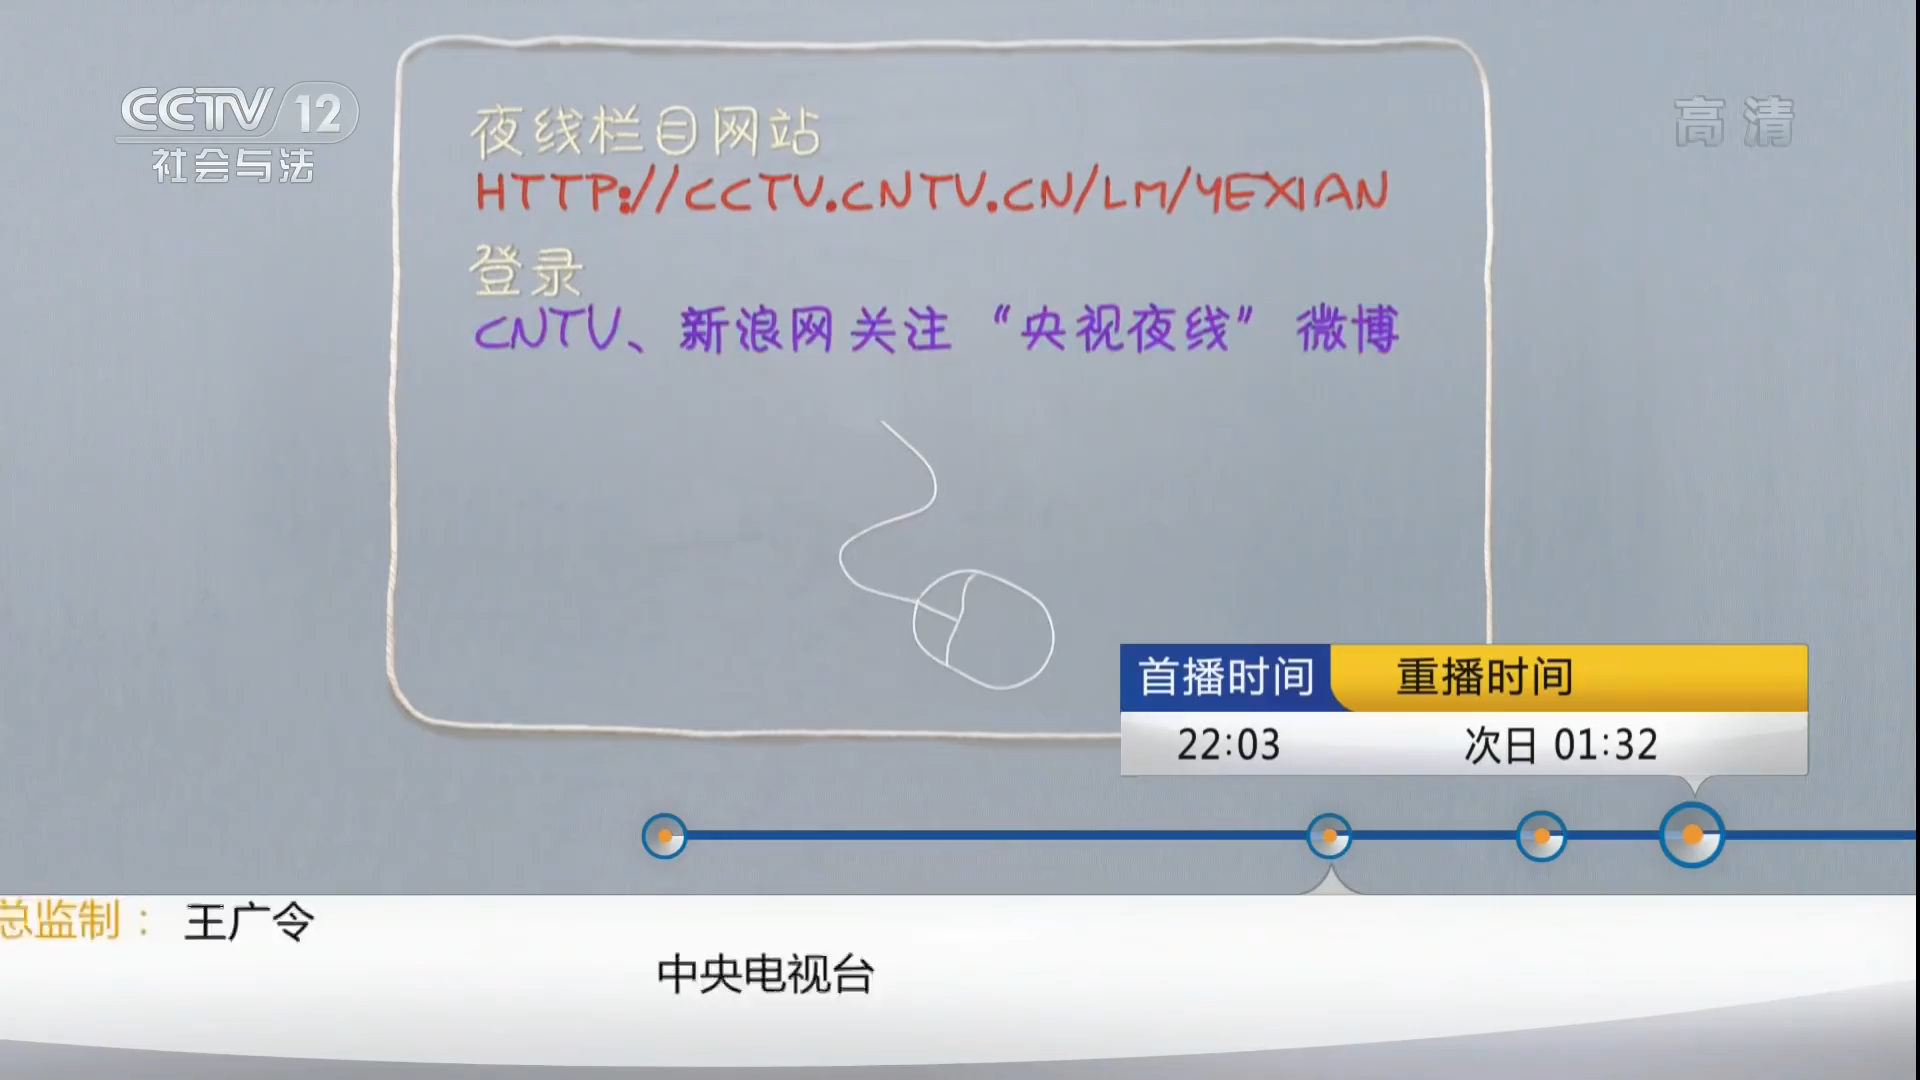 CCTV 12
社会与法
高清
夜线栏目网站
HTTP://CCTV.CNTV.CN/LM/YEXIAN
登录
CNTV、新浪网关注“央视夜线”微博
首播时间 重播时间
22:03 次日 01:32
总监制： 王广令
中央电视台